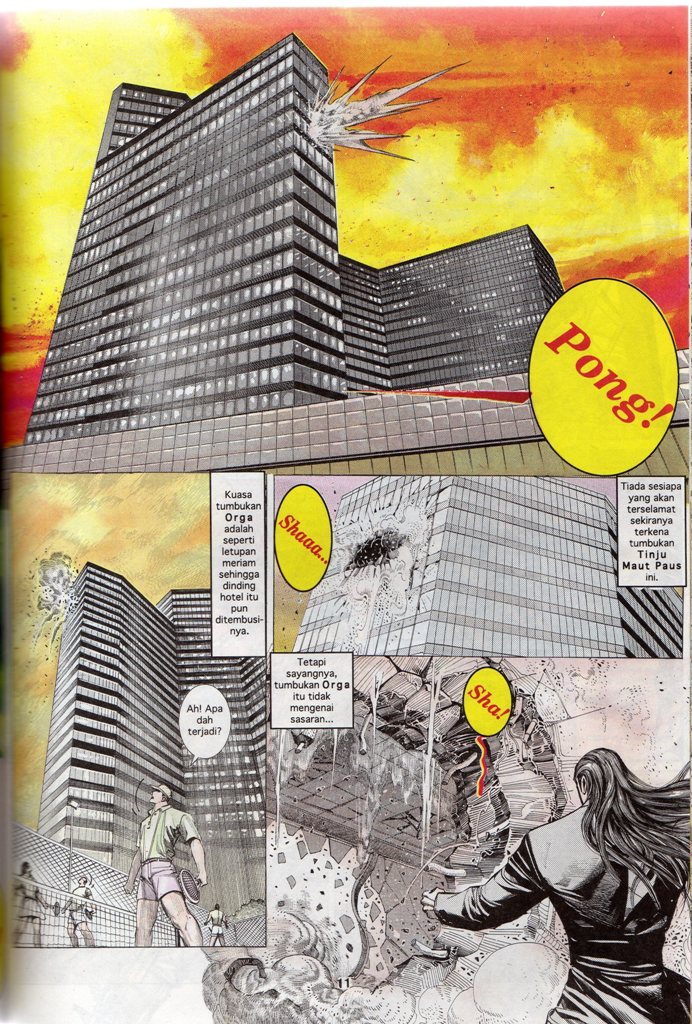 Pong!
Kuasa
tumbukan
Orga
adalah
seperti
letupan
meriam
sehingga
dinding
hotel itu
pun
ditembusi-
nya.
Shaaa...
Tiada sesiapa
yang akan
terselamat
sekiranya
terkena
tumbukan
Tinju
Maut Paus
ini.
Ah! Apa
dah
terjadi?
Tetapi
sayangnya,
tumbukan Orga
itu tidak
mengenai
sasaran...
Sha!
11